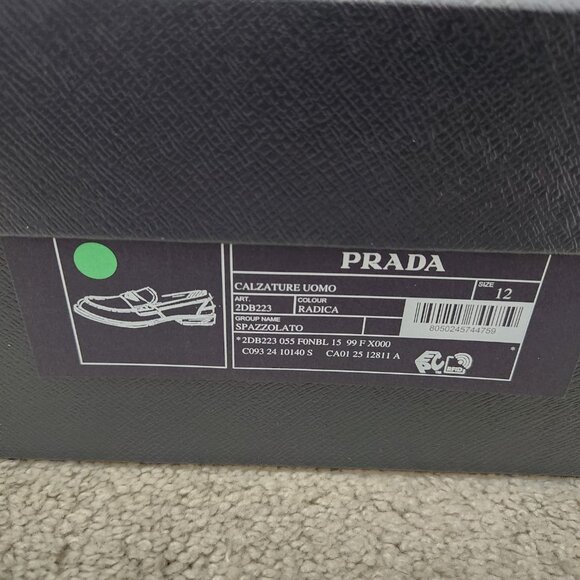 PRADA
CALZATURE UOMO
SIZE
12
ART.
COLOUR
2DB223
RADICA
GROUP NAME
SPAZZOLATO
8050245744759
*2DB223 055 F0NBL 15 99 F X000
C093 24 10140 S CA01 25 12811 A
RFID